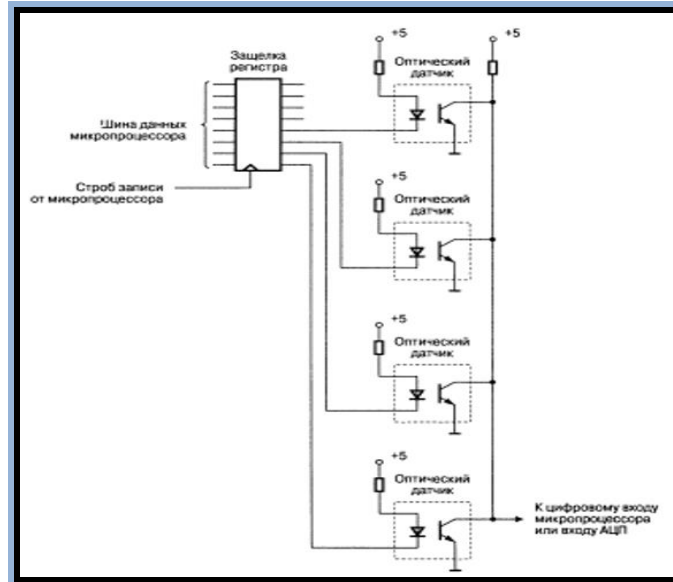 +5
+5
Защелка
регистра
Оптический
датчик
Шина данных
микропроцессора
Строб записи
от микропроцессора
+5
Оптический
датчик
+5
Оптический
датчик
+5
Оптический
датчик
К цифровому входу
микропроцессора
или входу АЦП